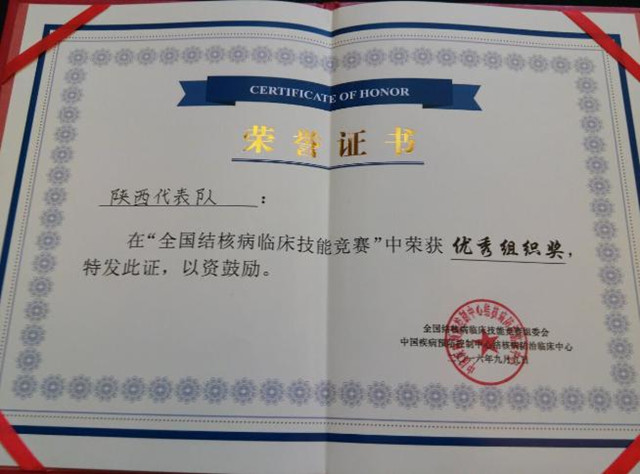 CERTIFICATE OF HONOR
荣誉证书
陕西代表队：
在“全国结核病临床技能竞赛”中荣获 优秀组织奖，
特发此证，以资鼓励。
全国结核病临床技能竞赛组委会
中国疾病预防控制中心结核病防治临床中心
一六年九月